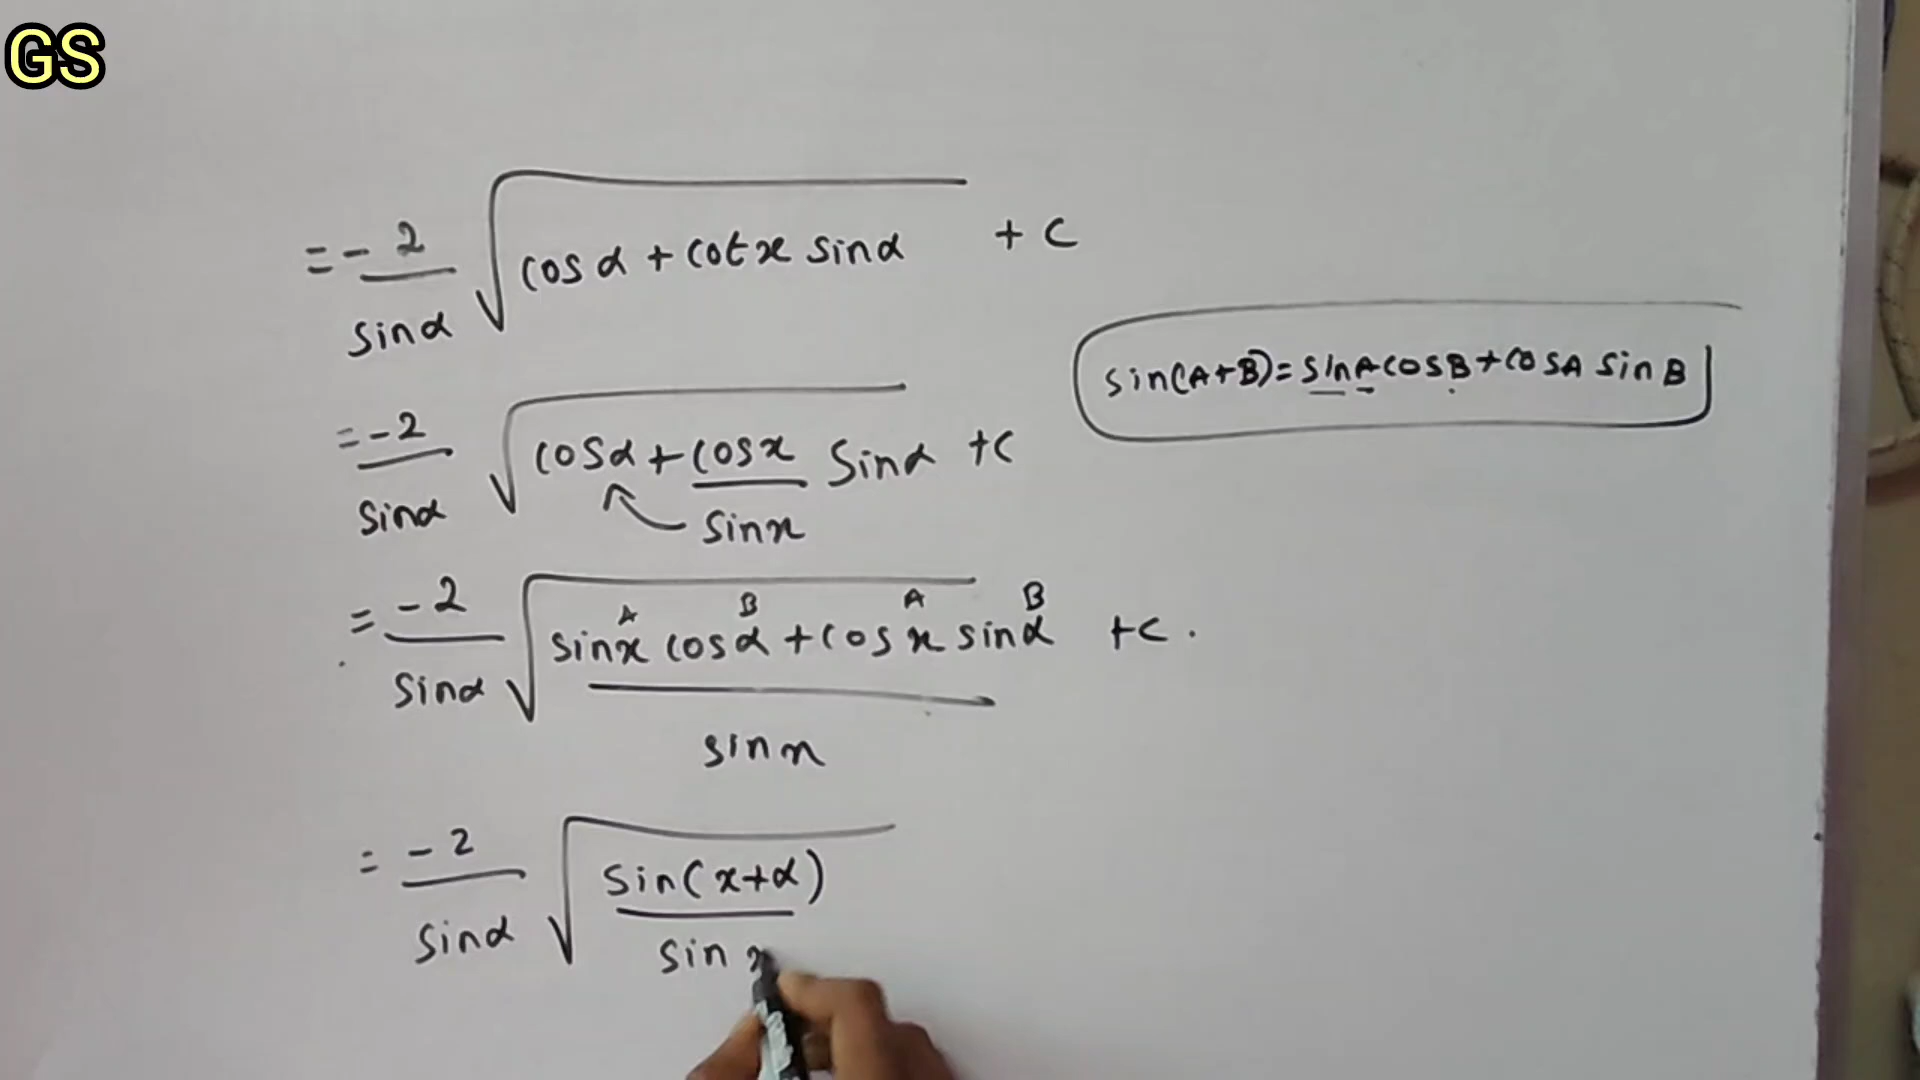 GS
= -2/sinα √(cosα + cotx sinα) + C
sin(A+B) = sinA cosB + cosA sinB
= -2/sinα √(cosα + cosx/sinx sinα) + C
= -2/sinα √((sinx cosα + cosx sinα)/sinx) + C.
A B A B
= -2/sinα √(sin(x+α)/sin x)